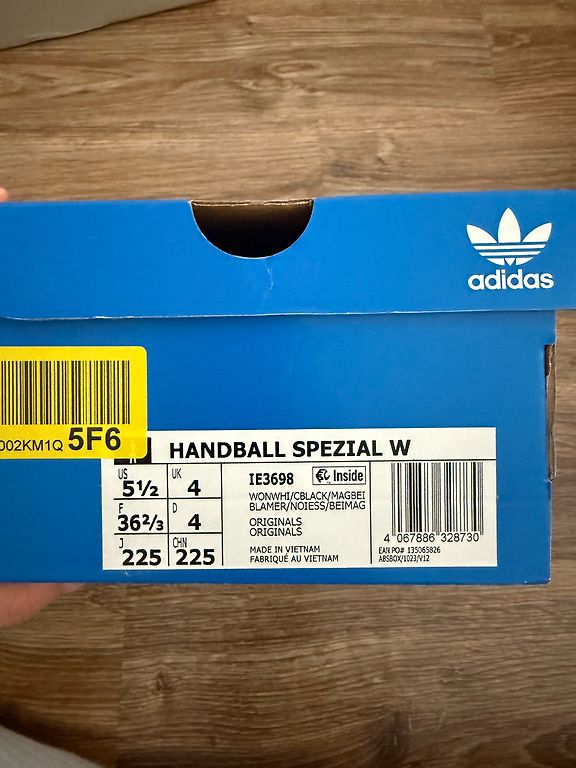 adidas
002KM1Q 5F6
HANDBALL SPEZIAL W
US 5½ UK 4
F 36⅔ D 4
J 225 CHN 225
IE3698 Inside
WONWHI/CBLACK/MAGBEI
BLAMER/NOIESS/BEIMAG
ORIGINALS
ORIGINALS
MADE IN VIETNAM
FABRIQUÉ AU VIETNAM
4 067886 328730
EAN PO# 135065826
ABSBOX/1023/V12